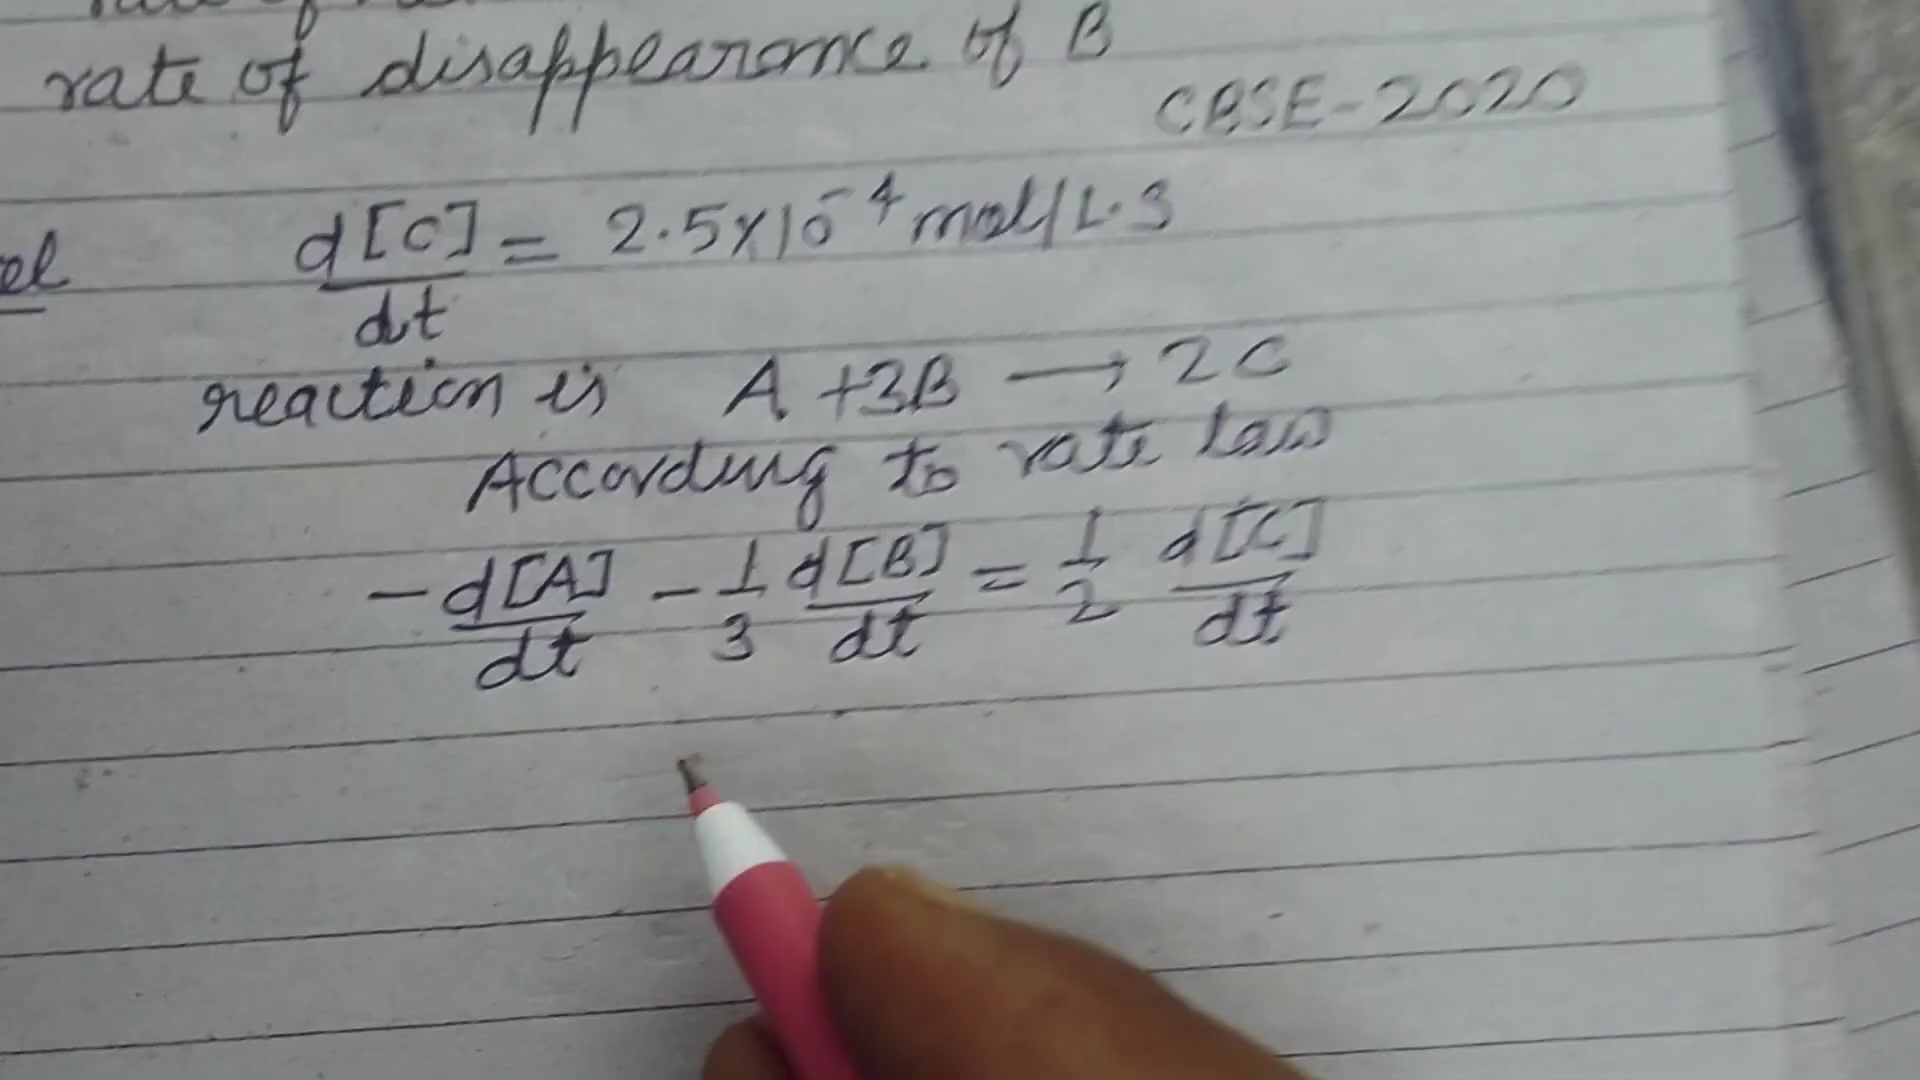 rate of disappearance of B
CBSE-2020
d[C]/dt = 2.5×10⁻⁴ mol/L.S
reaction is A + 3B → 2C
According to rate law
-d[A]/dt - 1/3 d[B]/dt = 1/2 d[C]/dt